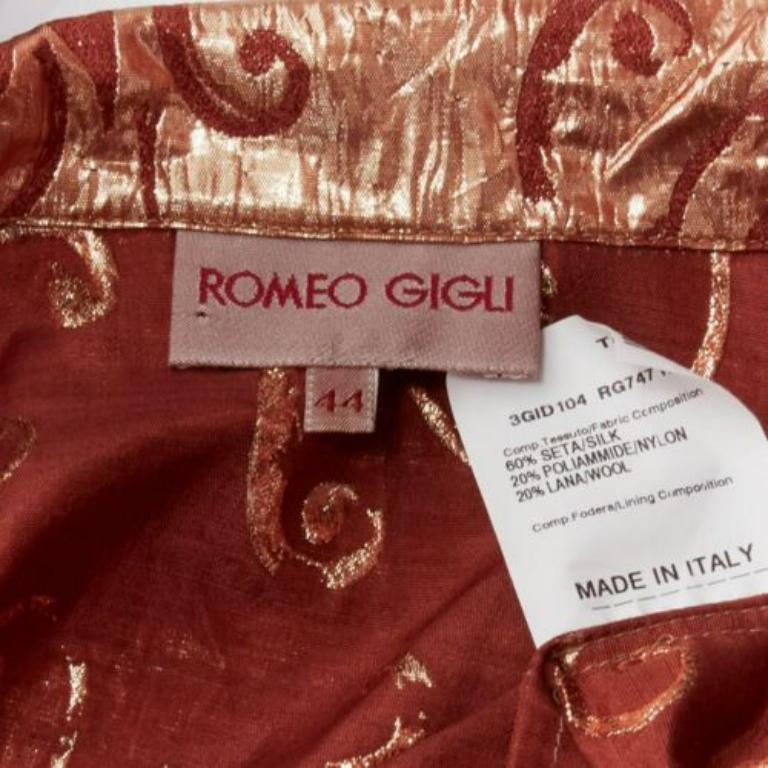 ROMEO GIGLI
44
3GID104 RG747
Comp.Tessuto/Fabric Composition
60% SETA/SILK
20% POLIAMMIDE/NYLON
20% LANA/WOOL
Comp Fodera/Lining Composition
MADE IN ITALY